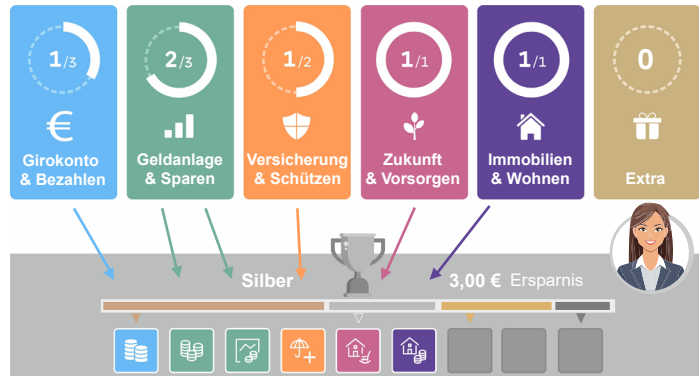 1/3
2/3
1/2
1/1
1/1
0
€
Girokonto
& Bezahlen
Geldanlage
& Sparen
Versicherung
& Schützen
Zukunft
& Vorsorgen
Immobilien
& Wohnen
Extra
Silber
3,00 € Ersparnis